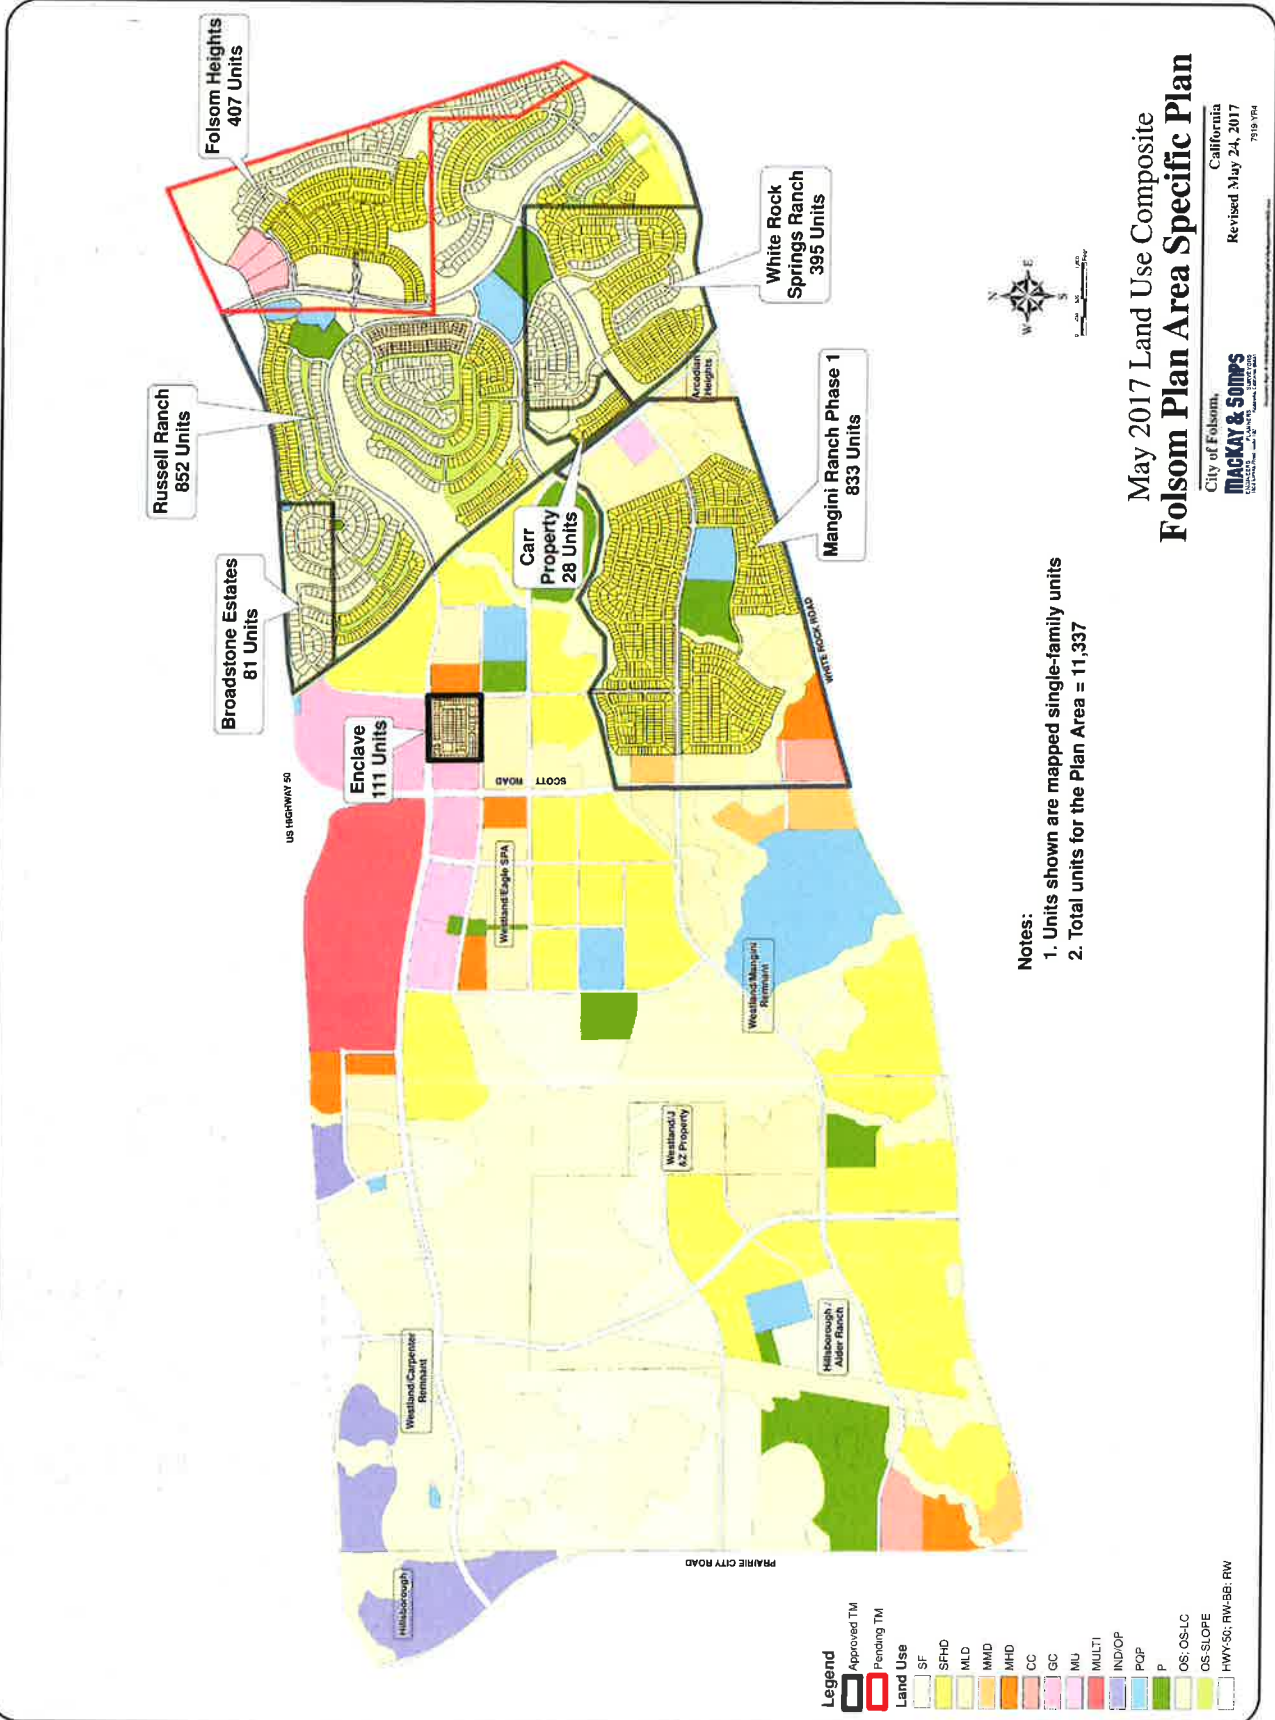 Folsom Heights
407 Units
Russell Ranch
852 Units
Broadstone Estates
81 Units
Enclave
111 Units
Carr
Property
28 Units
White Rock
Springs Ranch
395 Units
Mangini Ranch Phase 1
833 Units
Arcadian
Heights
US HIGHWAY 50
SCOTT ROAD
WHITE ROCK ROAD
PRAIRIE CITY ROAD
Westland/Eagle SPA
Westland/Mangini
Remnant
Westland/J
&Z Property
Westland/Carpenter
Remnant
Hillsborough /
Alder Ranch
Hillsborough
N
W
E
S
Notes:
1. Units shown are mapped single-family units
2. Total units for the Plan Area = 11,337
Legend
Approved TM
Pending TM
Land Use
SF
SFHD
MLD
MMD
MHD
CC
GC
MU
MULTI
IND/OP
PQP
P
OS; OS-LC
OS-SLOPE
HWY-50; RW-BB; RW
May 2017 Land Use Composite
Folsom Plan Area Specific Plan
City of Folsom, California
MACKAY & SOMPS
Revised May 24, 2017
7919-YR4